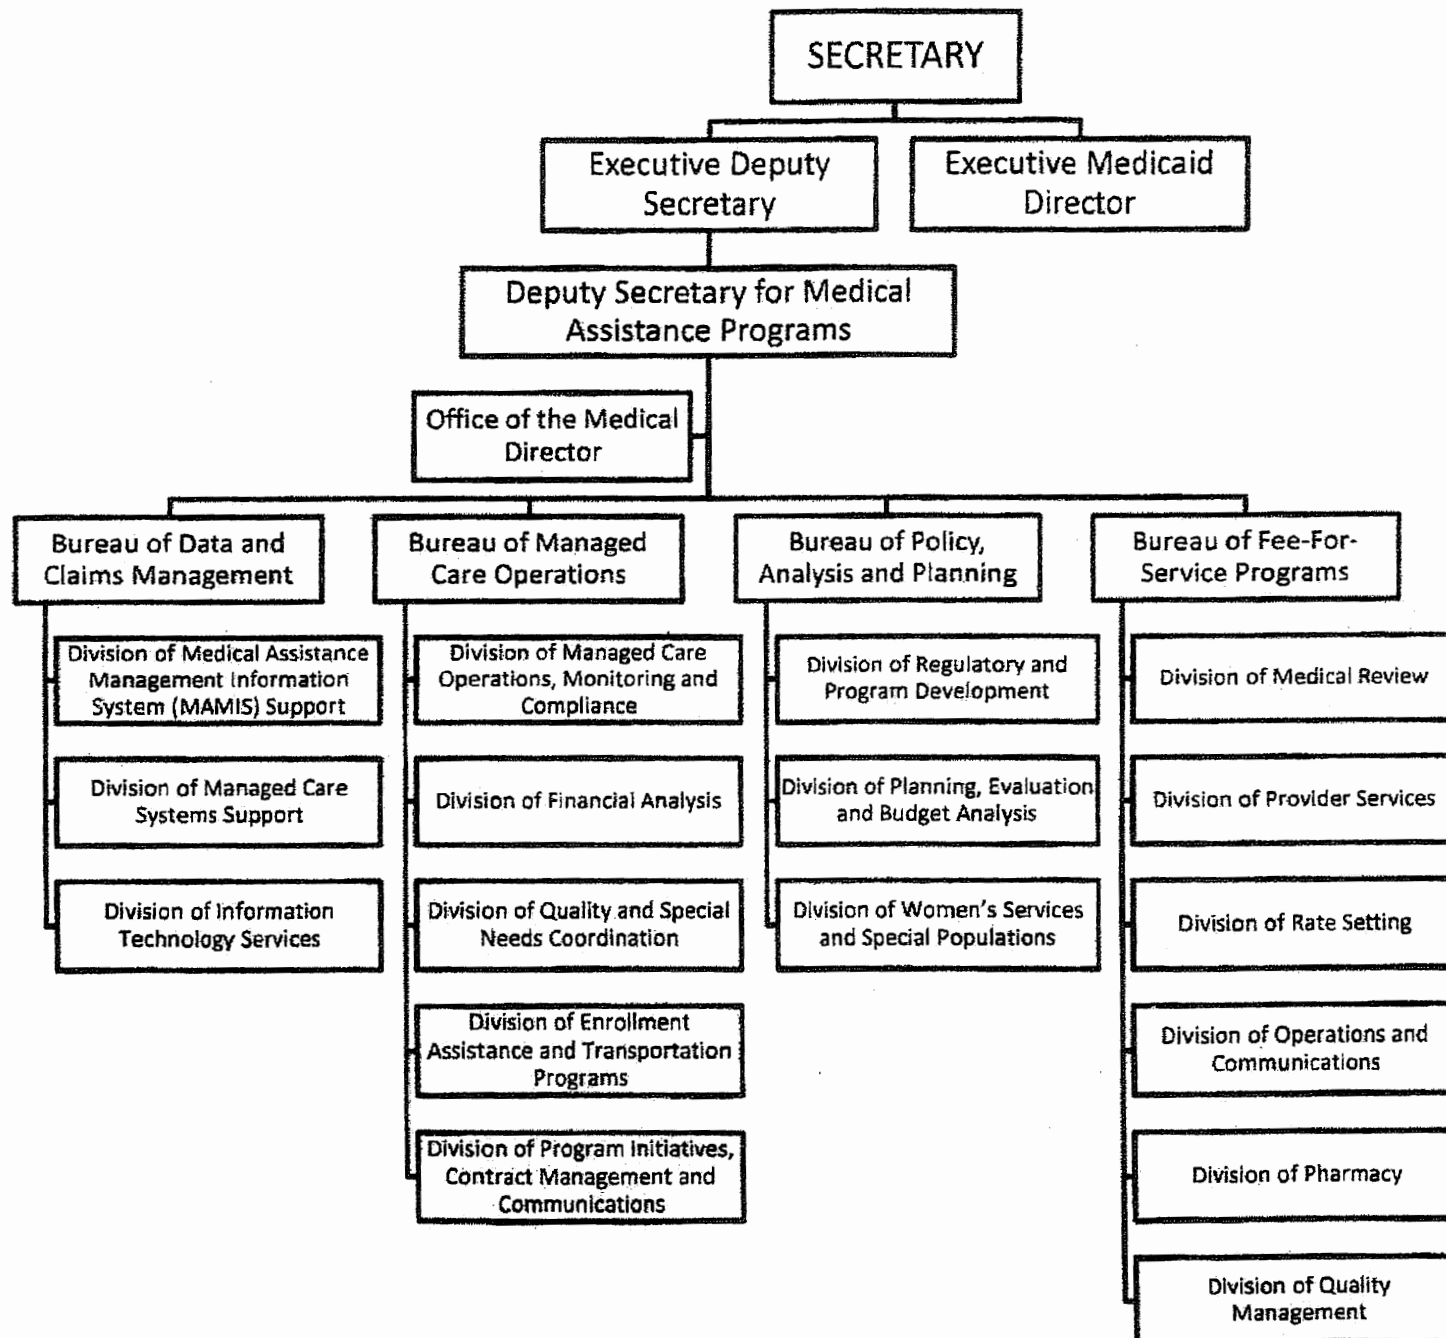 SECRETARY
Executive Deputy
Secretary
Executive Medicaid
Director
Deputy Secretary for Medical
Assistance Programs
Office of the Medical
Director
Bureau of Data and
Claims Management
Division of Medical Assistance
Management Information
System (MAMIS) Support
Division of Managed Care
Systems Support
Division of Information
Technology Services
Bureau of Managed
Care Operations
Division of Managed Care
Operations, Monitoring and
Compliance
Division of Financial Analysis
Division of Quality and Special
Needs Coordination
Division of Enrollment
Assistance and Transportation
Programs
Division of Program Initiatives,
Contract Management and
Communications
Bureau of Policy,
Analysis and Planning
Division of Regulatory and
Program Development
Division of Planning, Evaluation
and Budget Analysis
Division of Women's Services
and Special Populations
Bureau of Fee-For-
Service Programs
Division of Medical Review
Division of Provider Services
Division of Rate Setting
Division of Operations and
Communications
Division of Pharmacy
Division of Quality
Management